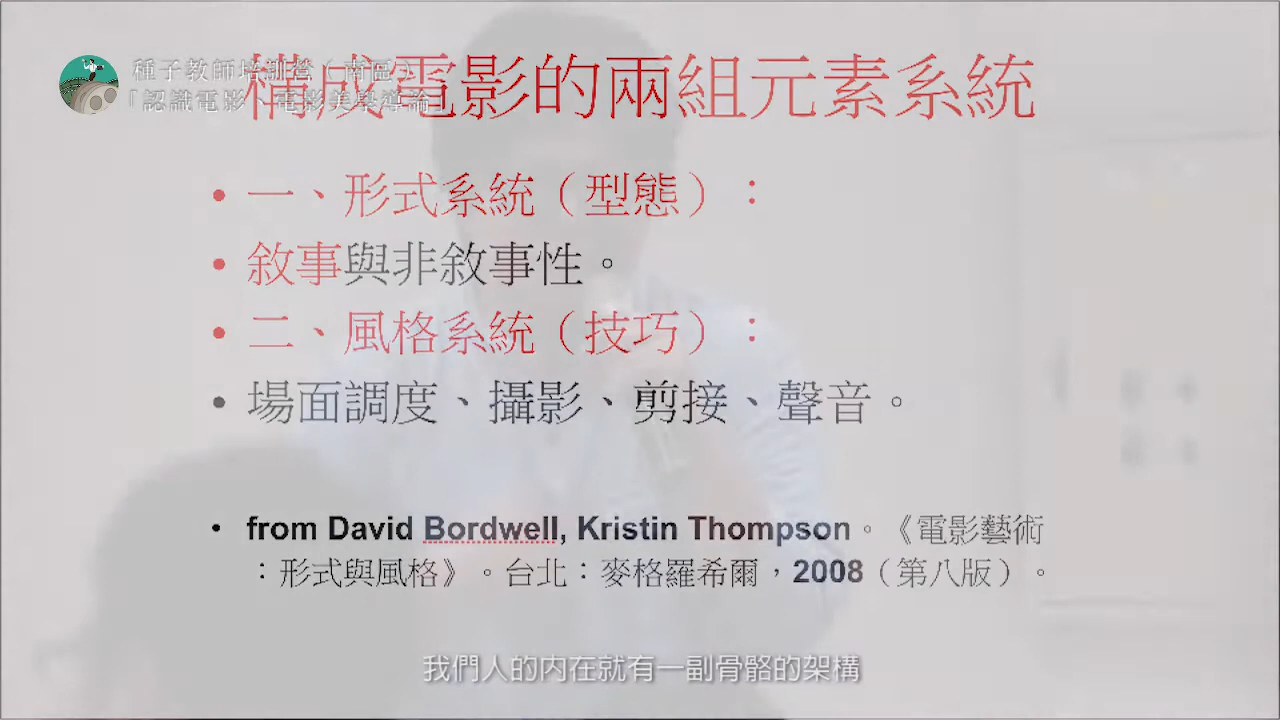 種子教師培訓營（南區）
「認識電影、電影美學導論」
構成電影的兩組元素系統
• 一、形式系統（型態）：
• 敘事與非敘事性。
• 二、風格系統（技巧）：
• 場面調度、攝影、剪接、聲音。
• from David Bordwell, Kristin Thompson。《電影藝術
：形式與風格》。台北：麥格羅希爾，2008（第八版）。
我們人的內在就有一副骨骼的架構